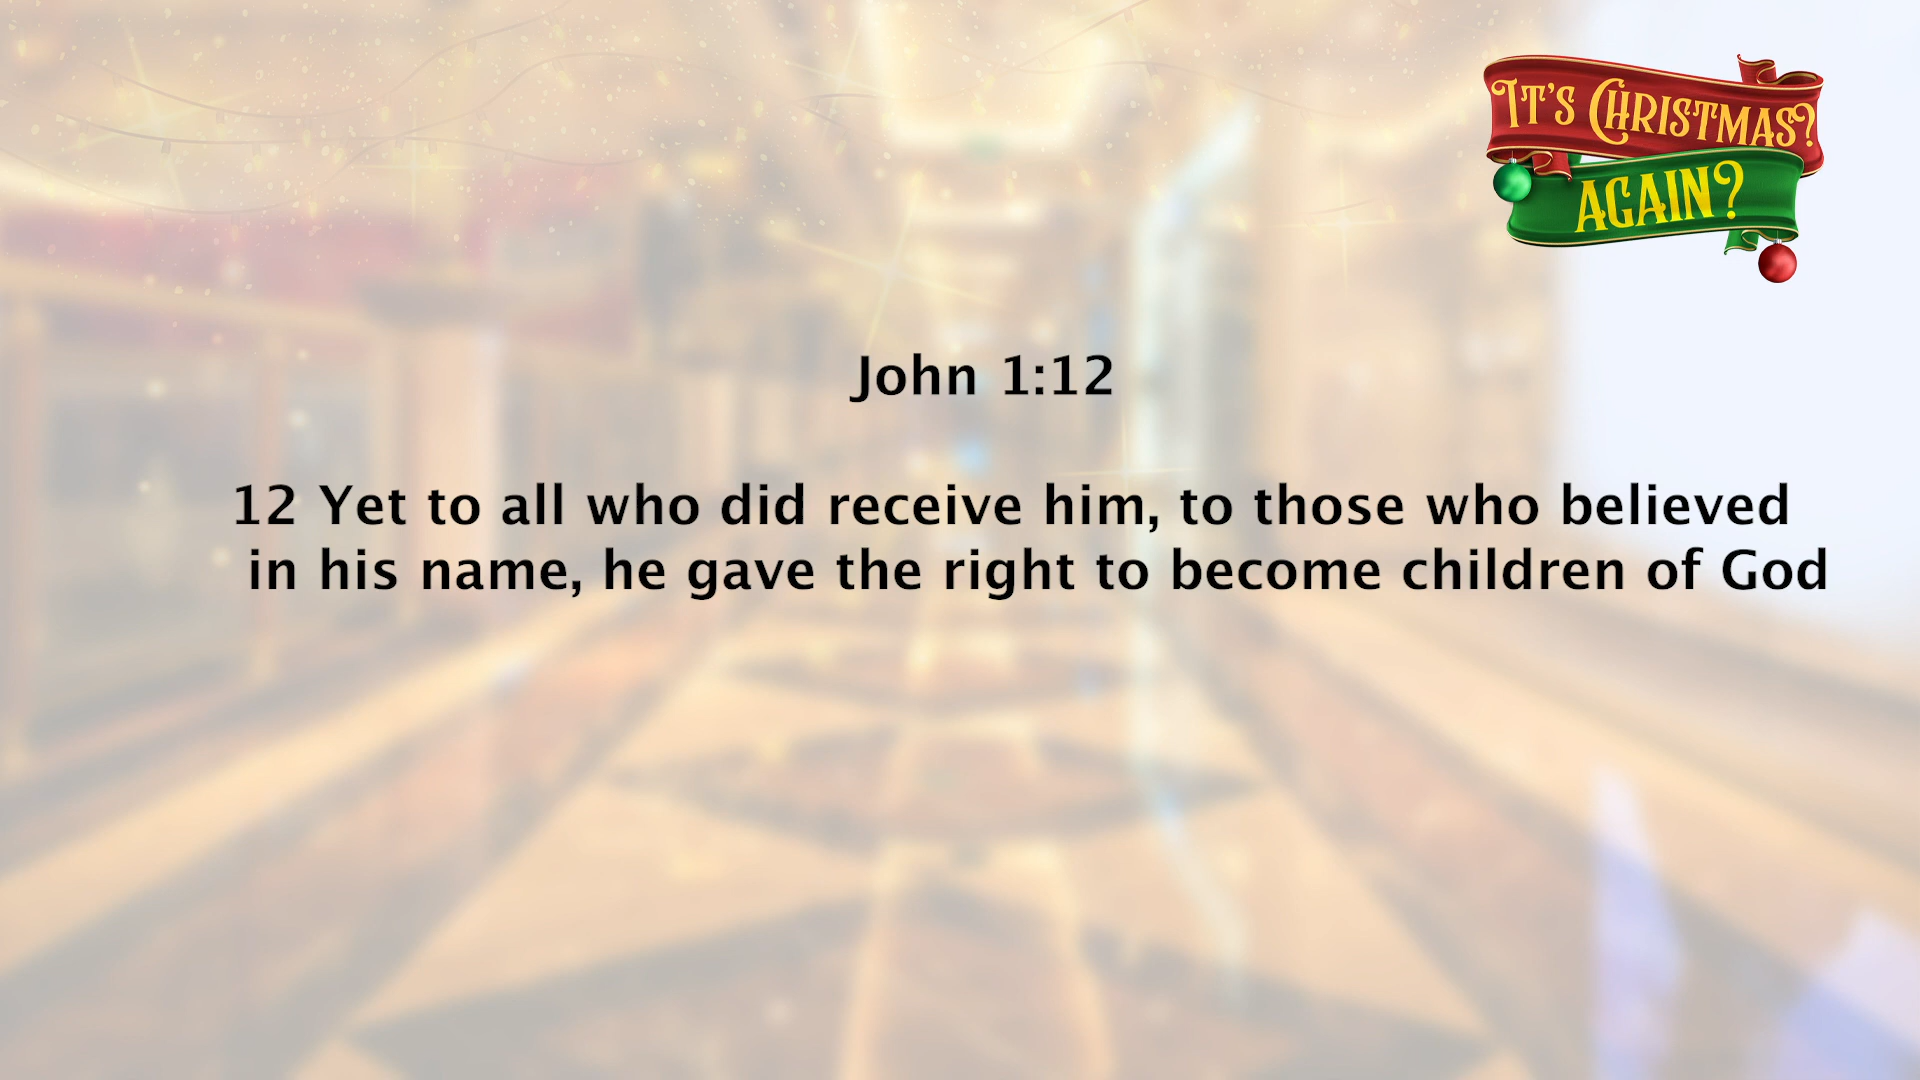 IT'S CHRISTMAS?
AGAIN?
John 1:12
12 Yet to all who did receive him, to those who believed
in his name, he gave the right to become children of God